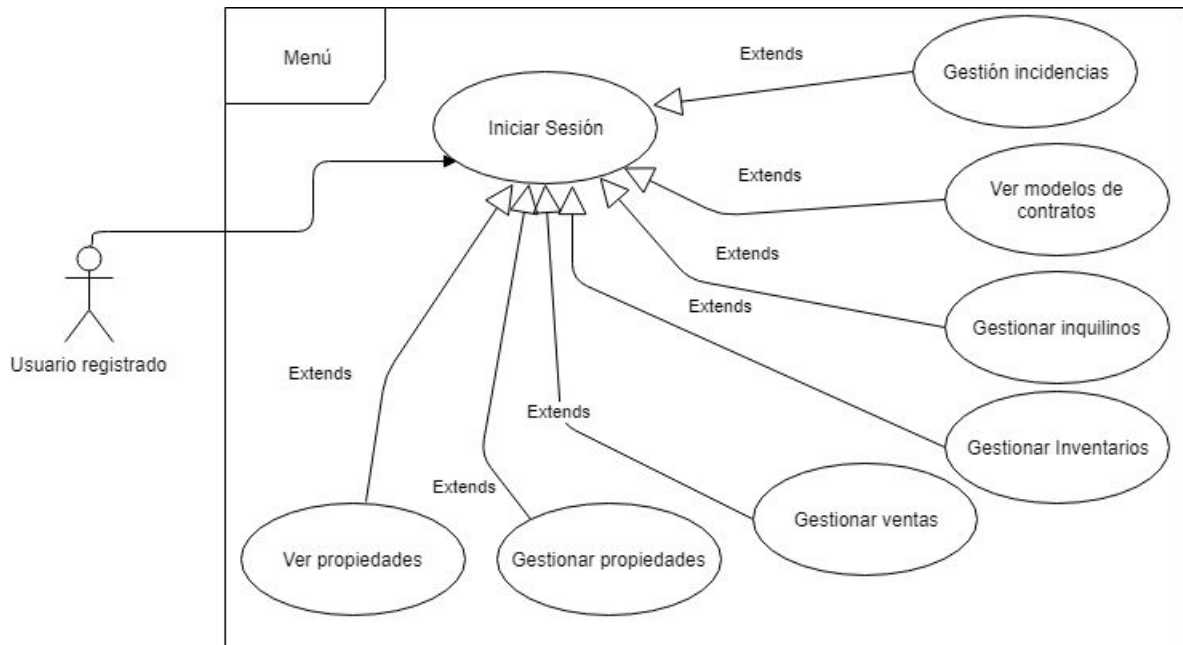 Menú
Extends
Gestión incidencias
Iniciar Sesión
Extends
Ver modelos de
contratos
Extends
Gestionar inquilinos
Extends
Usuario registrado
Extends
Extends
Gestionar Inventarios
Extends
Gestionar ventas
Ver propiedades
Gestionar propiedades